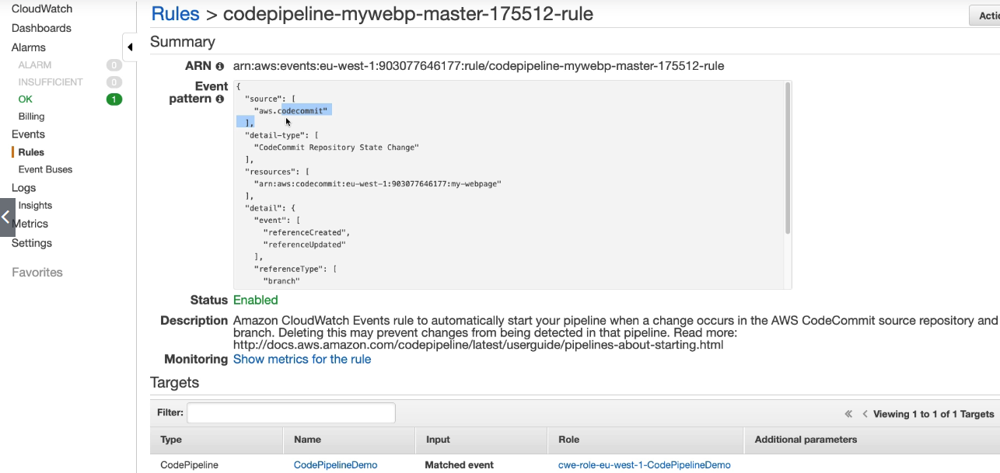 CloudWatch
Dashboards
Alarms
ALARM 0
INSUFFICIENT 0
OK 1
Billing
Events
Rules
Event Buses
Logs
Insights
Metrics
Settings
Favorites
Rules > codepipeline-mywebp-master-175512-rule
Actio
Summary
ARN arn:aws:events:eu-west-1:903077646177:rule/codepipeline-mywebp-master-175512-rule
Event pattern
{
"source": [
"aws.codecommit"
],
"detail-type": [
"CodeCommit Repository State Change"
],
"resources": [
"arn:aws:codecommit:eu-west-1:903077646177:my-webpage"
],
"detail": {
"event": [
"referenceCreated",
"referenceUpdated"
],
"referenceType": [
"branch"
Status Enabled
Description Amazon CloudWatch Events rule to automatically start your pipeline when a change occurs in the AWS CodeCommit source repository and
branch. Deleting this may prevent changes from being detected in that pipeline. Read more:
http://docs.aws.amazon.com/codepipeline/latest/userguide/pipelines-about-starting.html
Monitoring Show metrics for the rule
Targets
Filter: « < Viewing 1 to 1 of 1 Targets
Type Name Input Role Additional parameters
CodePipeline CodePipelineDemo Matched event cwe-role-eu-west-1-CodePipelineDemo